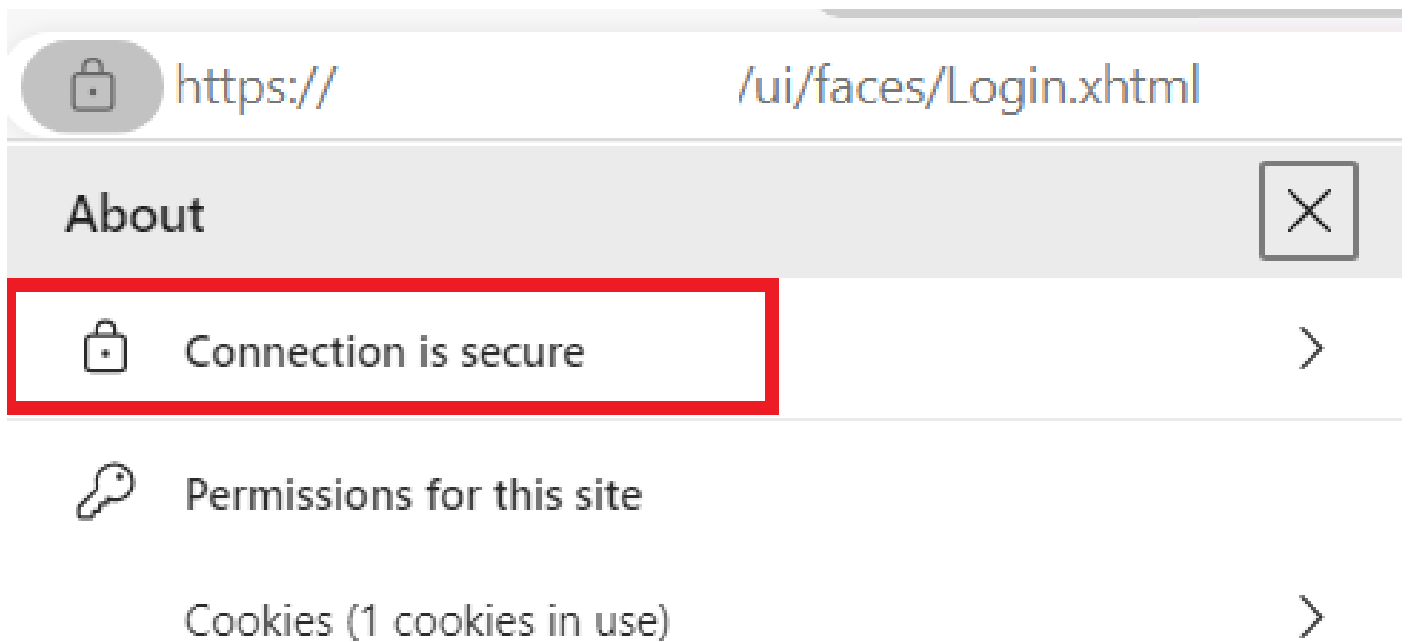 https:// /ui/faces/Login.xhtml
About
Connection is secure
Permissions for this site
Cookies (1 cookies in use)